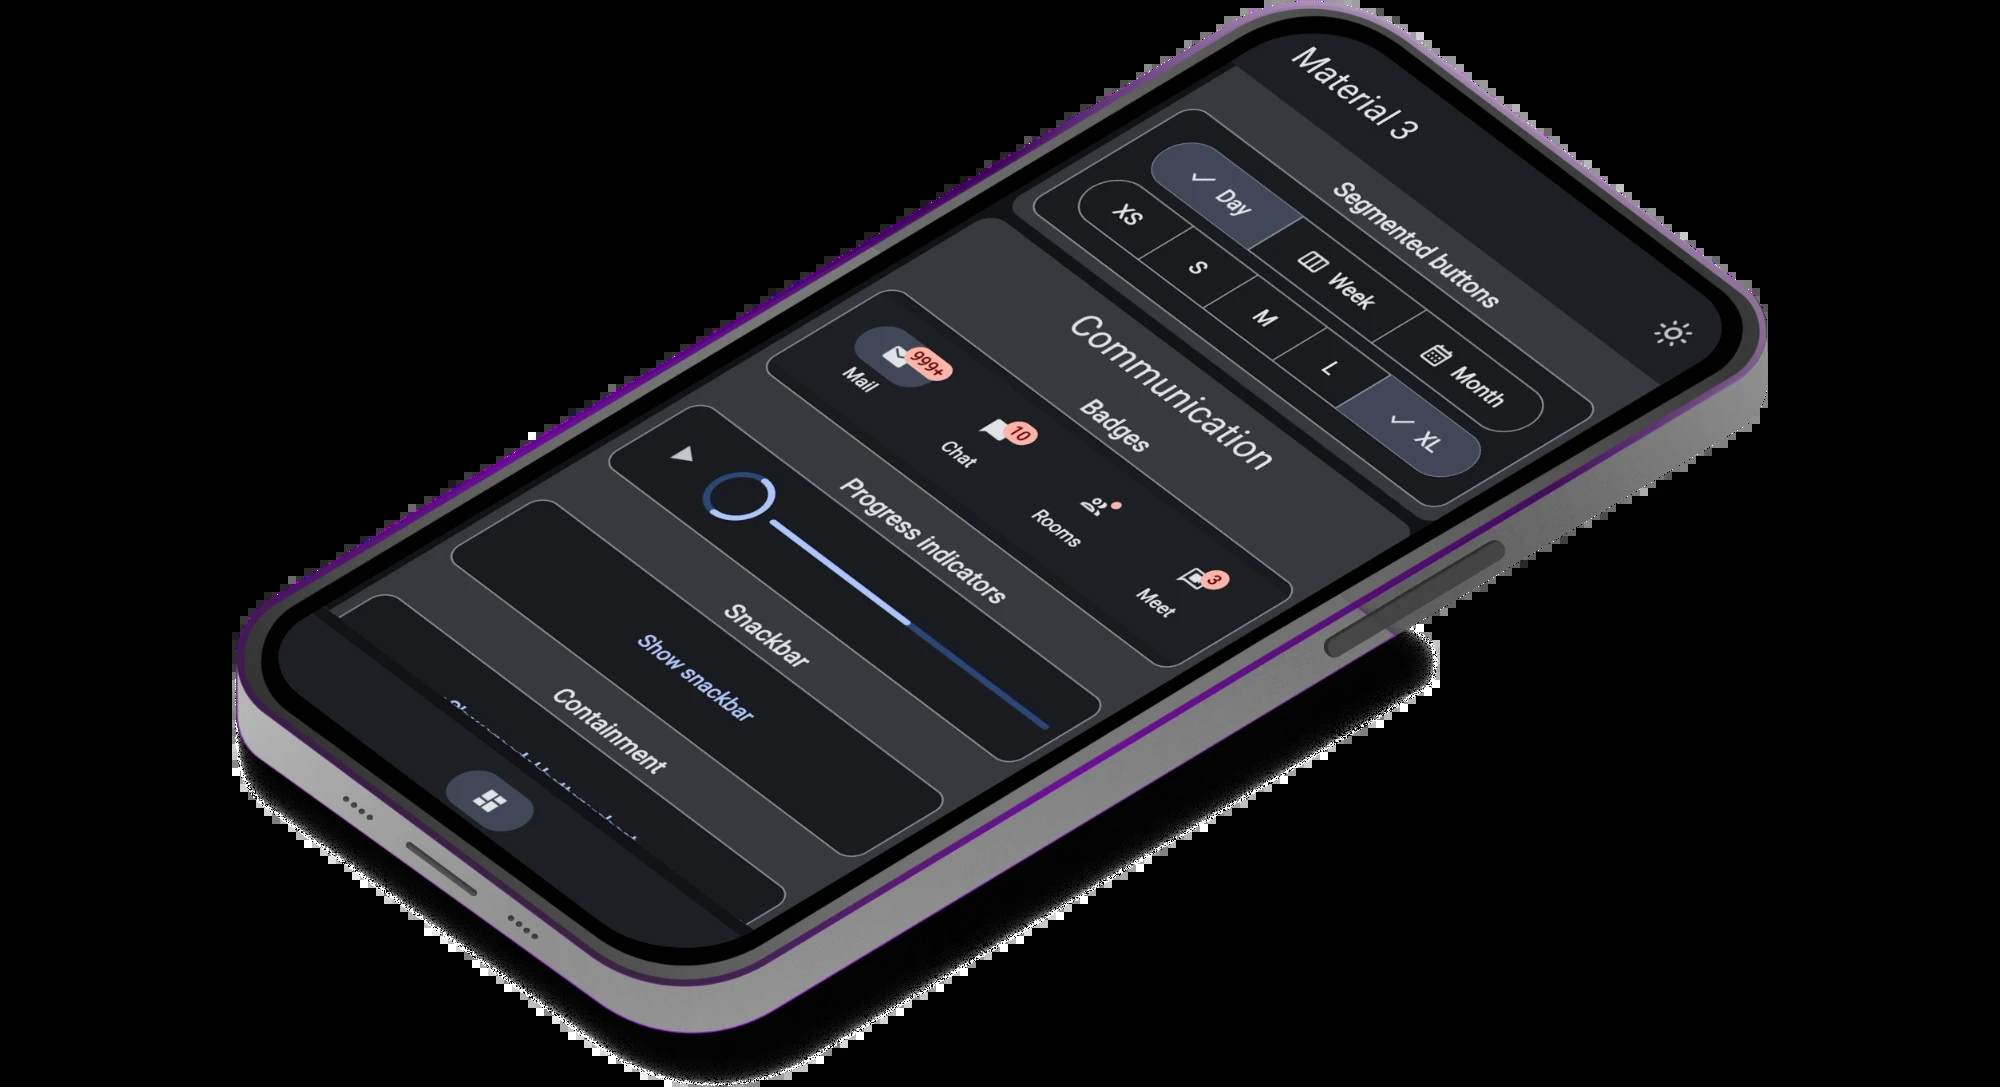 Material 3
Segmented buttons
Day Week Month
XS S M L XL
Communication
Badges
999+ 10 3
Mail Chat Rooms Meet
Progress indicators
Snackbar
Show snackbar
Containment